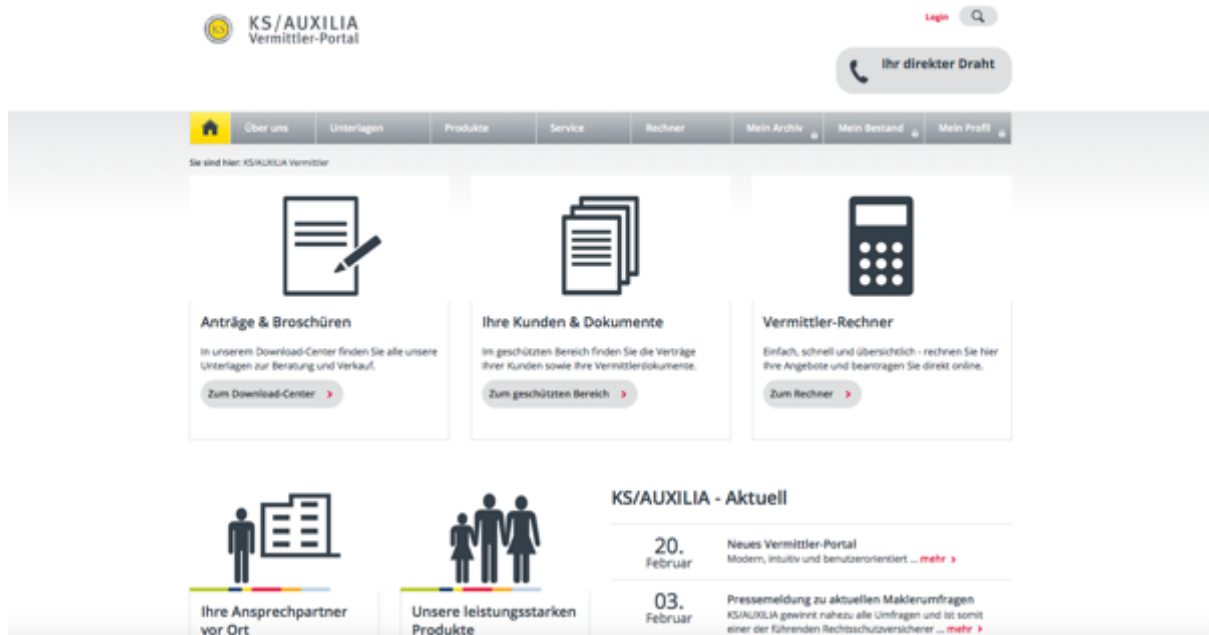 KS/AUXILIA
Vermittler-Portal
KS
Login
Ihr direkter Draht
Über uns
Unterlagen
Produkte
Service
Rechner
Mein Archiv
Mein Bestand
Mein Profil
Sie sind hier: KS/AUXILIA Vermittler
Anträge & Broschüren
In unserem Download-Center finden Sie alle unsere
Unterlagen zur Beratung und Verkauf.
Zum Download-Center
Ihre Kunden & Dokumente
Im geschützten Bereich finden Sie die Verträge
Ihrer Kunden sowie Ihre Vermittlerdokumente.
Zum geschützten Bereich
Vermittler-Rechner
Einfach, schnell und übersichtlich - rechnen Sie hier
Ihre Angebote und beantragen Sie direkt online.
Zum Rechner
Ihre Ansprechpartner
vor Ort
Unsere leistungsstarken
Produkte
KS/AUXILIA - Aktuell
20.
Februar
Neues Vermittler-Portal
Modern, intuitiv und benutzerorientiert ... mehr
03.
Februar
Pressemeldung zu aktuellen Maklerumfragen
KS/AUXILIA gewinnt nahezu alle Umfragen und ist somit
einer der führenden Rechtsschutzversicherer ... mehr